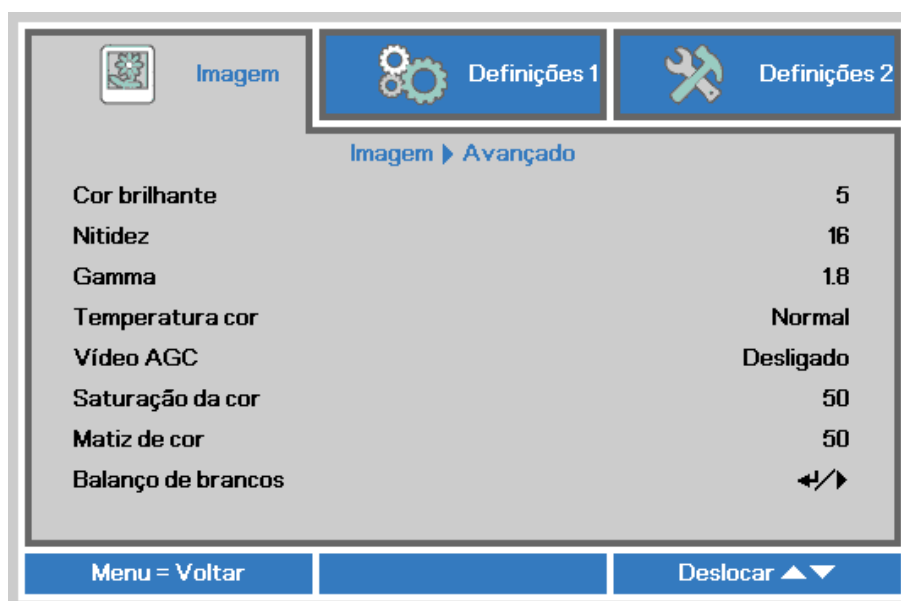 Imagem Definições 1 Definições 2
Imagem Avançado
Cor brilhante 5
Nitidez 16
Gamma 1.8
Temperatura cor Normal
Vídeo AGC Desligado
Saturação da cor 50
Matiz de cor 50
Balanço de brancos /
Menu = Voltar Deslocar